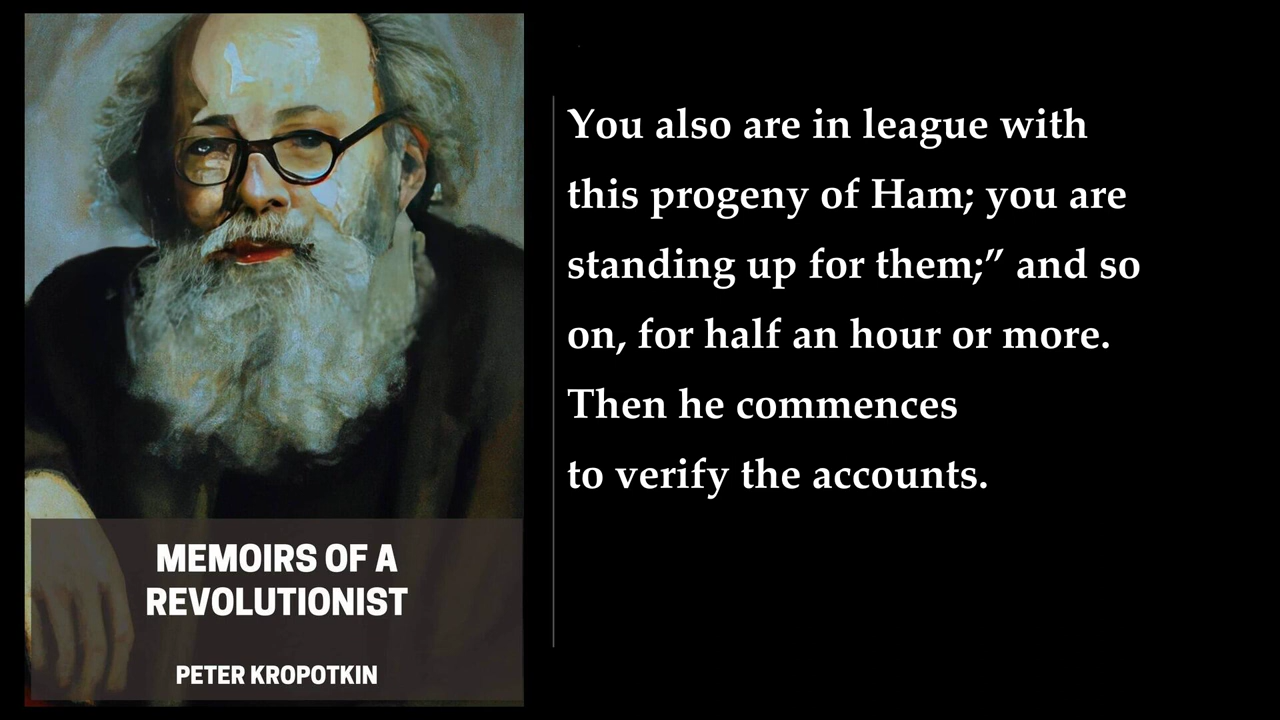 MEMOIRS OF A
REVOLUTIONIST
PETER KROPOTKIN
You also are in league with
this progeny of Ham; you are
standing up for them;” and so
on, for half an hour or more.
Then he commences
to verify the accounts.